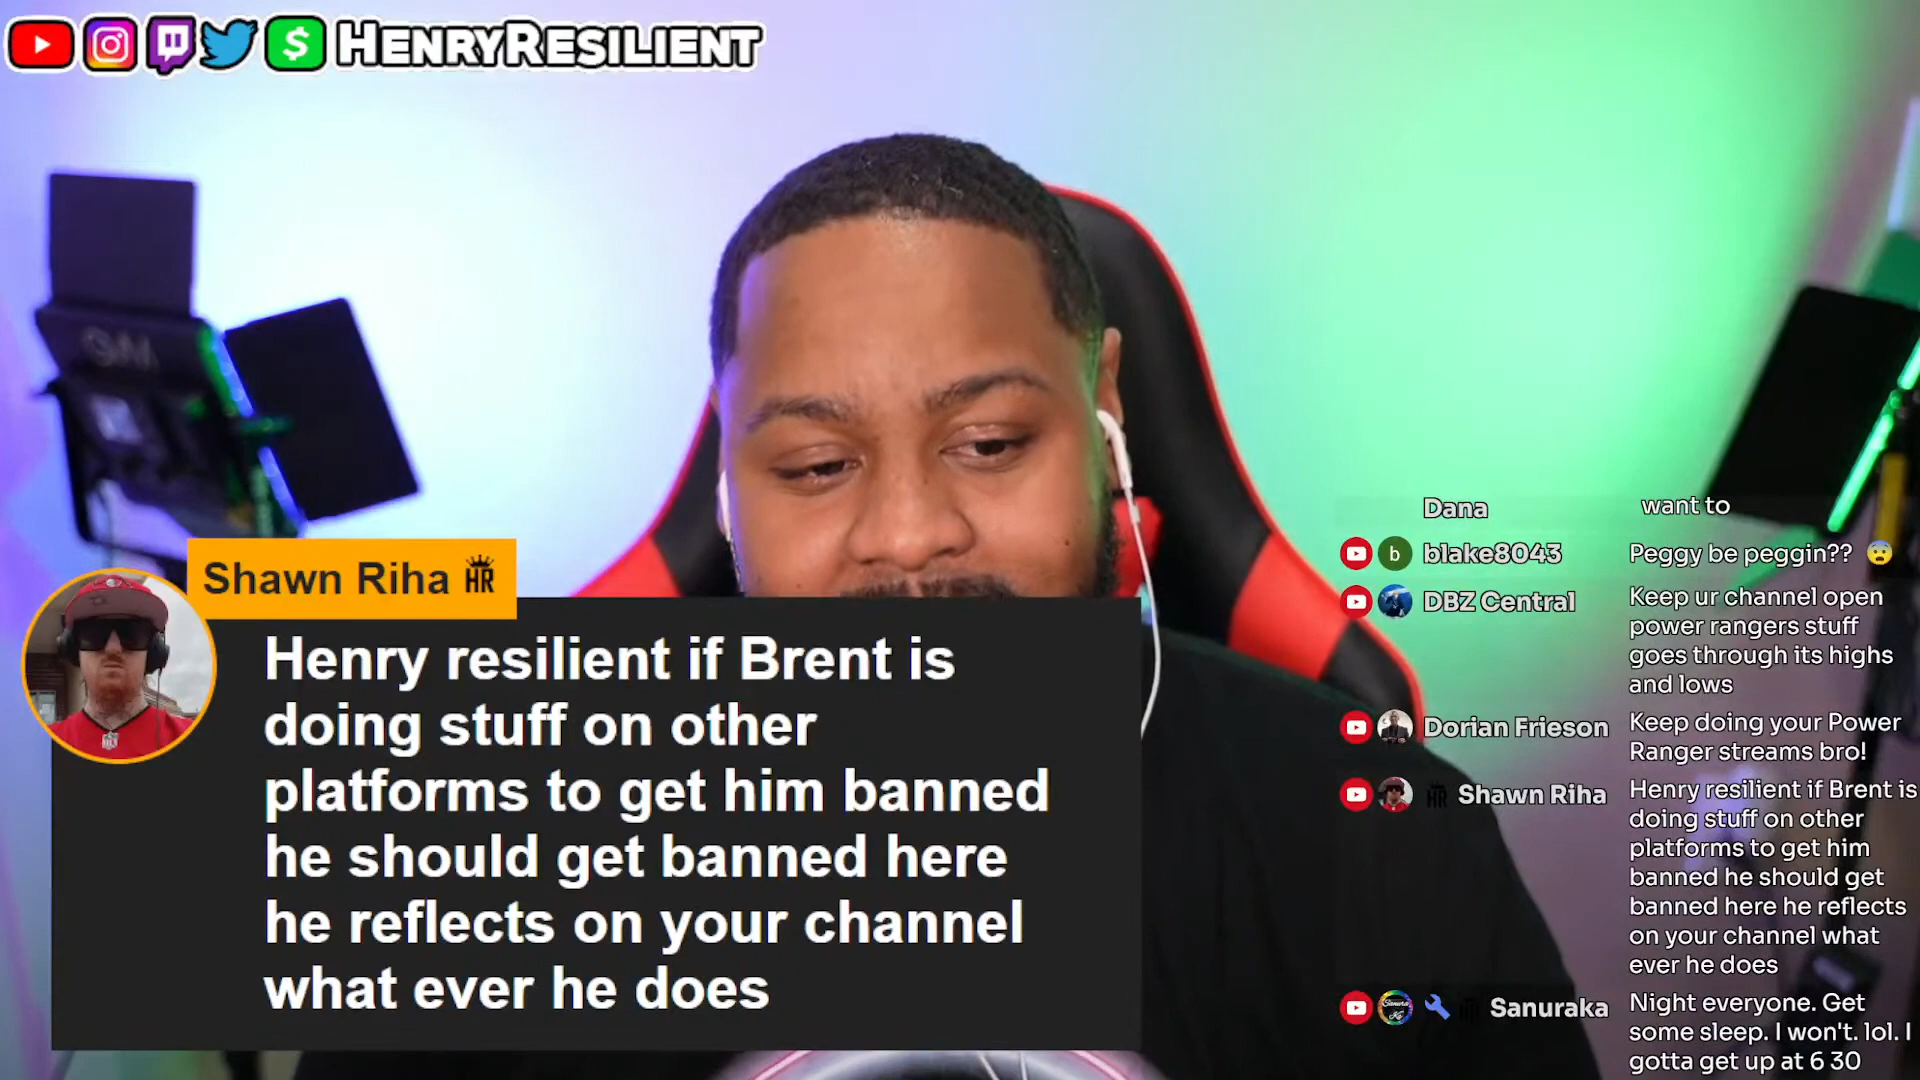 HENRYRESILIENT
GVM
Shawn Riha HR
Henry resilient if Brent is
doing stuff on other
platforms to get him banned
he should get banned here
he reflects on your channel
what ever he does
Dana want to
b blake8043 Peggy be peggin?? 😨
DBZ Central Keep ur channel open
power rangers stuff
goes through its highs
and lows
Dorian Frieson Keep doing your Power
Ranger streams bro!
HR Shawn Riha Henry resilient if Brent is
doing stuff on other
platforms to get him
banned he should get
banned here he reflects
on your channel what
ever he does
Sanuraka Night everyone. Get
some sleep. I won't. lol. I
gotta get up at 6 30